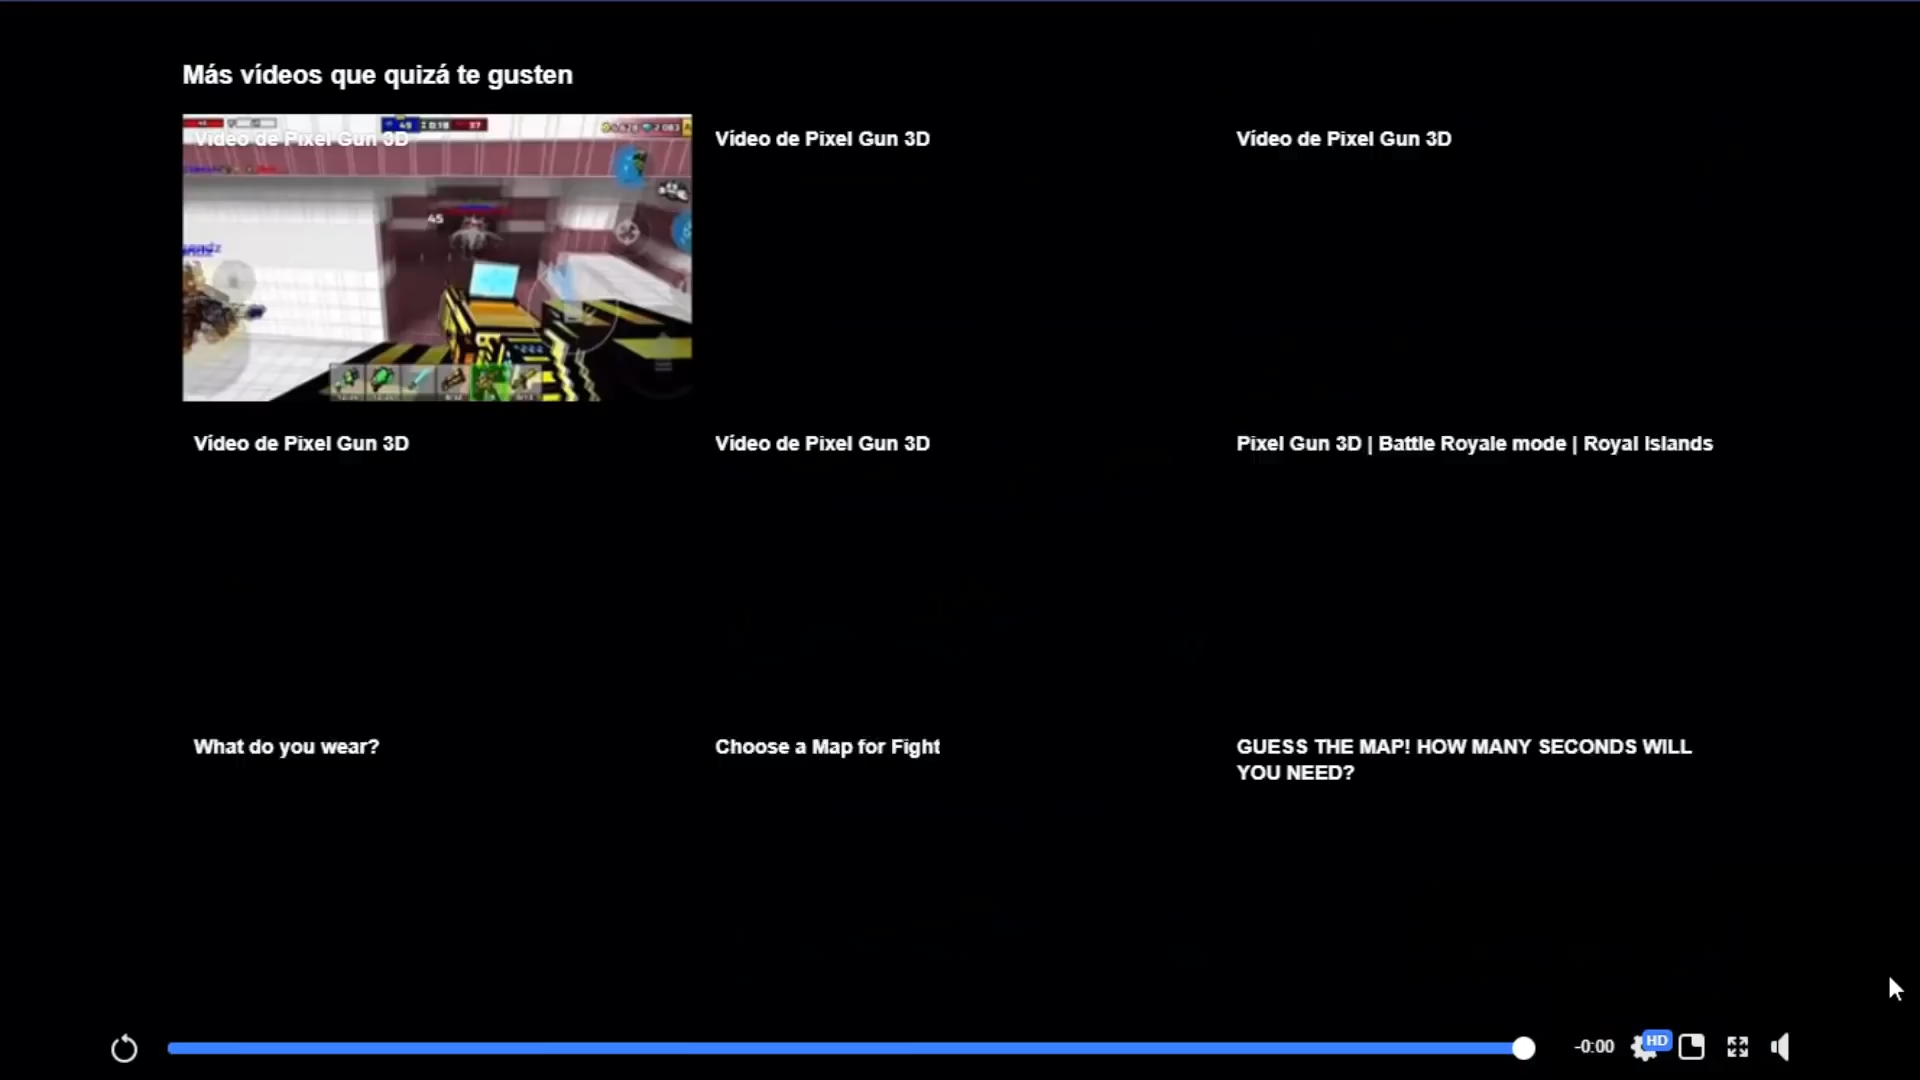 Más vídeos que quizá te gusten
Vídeo de Pixel Gun 3D
Vídeo de Pixel Gun 3D
Vídeo de Pixel Gun 3D
45
Vídeo de Pixel Gun 3D
Vídeo de Pixel Gun 3D
Pixel Gun 3D | Battle Royale mode | Royal Islands
What do you wear?
Choose a Map for Fight
GUESS THE MAP! HOW MANY SECONDS WILL
YOU NEED?
-0:00
HD